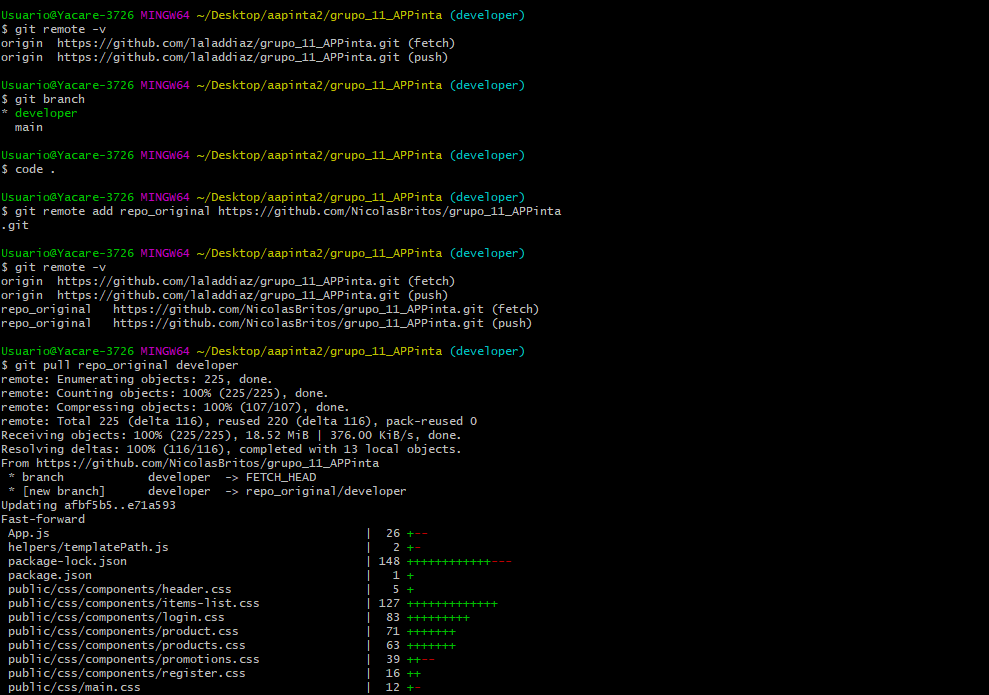 Usuario@Yacare-3726 MINGW64 ~/Desktop/aapinta2/grupo_11_APPinta (developer)
$ git remote -v
origin  https://github.com/laladdiaz/grupo_11_APPinta.git (fetch)
origin  https://github.com/laladdiaz/grupo_11_APPinta.git (push)
Usuario@Yacare-3726 MINGW64 ~/Desktop/aapinta2/grupo_11_APPinta (developer)
$ git branch
* developer
  main
Usuario@Yacare-3726 MINGW64 ~/Desktop/aapinta2/grupo_11_APPinta (developer)
$ code .
Usuario@Yacare-3726 MINGW64 ~/Desktop/aapinta2/grupo_11_APPinta (developer)
$ git remote add repo_original https://github.com/NicolasBritos/grupo_11_APPinta
.git
Usuario@Yacare-3726 MINGW64 ~/Desktop/aapinta2/grupo_11_APPinta (developer)
$ git remote -v
origin  https://github.com/laladdiaz/grupo_11_APPinta.git (fetch)
origin  https://github.com/laladdiaz/grupo_11_APPinta.git (push)
repo_original   https://github.com/NicolasBritos/grupo_11_APPinta.git (fetch)
repo_original   https://github.com/NicolasBritos/grupo_11_APPinta.git (push)
Usuario@Yacare-3726 MINGW64 ~/Desktop/aapinta2/grupo_11_APPinta (developer)
$ git pull repo_original developer
remote: Enumerating objects: 225, done.
remote: Counting objects: 100% (225/225), done.
remote: Compressing objects: 100% (107/107), done.
remote: Total 225 (delta 116), reused 220 (delta 116), pack-reused 0
Receiving objects: 100% (225/225), 18.52 MiB | 376.00 KiB/s, done.
Resolving deltas: 100% (116/116), completed with 13 local objects.
From https://github.com/NicolasBritos/grupo_11_APPinta
 * branch            developer  -> FETCH_HEAD
 * [new branch]      developer  -> repo_original/developer
Updating afbf5b5..e71a593
Fast-forward
 App.js                                             |  26 +--
 helpers/templatePath.js                            |   2 +-
 package-lock.json                                  | 148 ++++++++++++---
 package.json                                       |   1 +
 public/css/components/header.css                   |   5 +
 public/css/components/items-list.css               | 127 +++++++++++++
 public/css/components/login.css                    |  83 +++++++++
 public/css/components/product.css                  |  71 +++++++
 public/css/components/products.css                 |  63 +++++++
 public/css/components/promotions.css               |  39 ++--
 public/css/components/register.css                 |  16 ++
 public/css/main.css                                |  12 +-